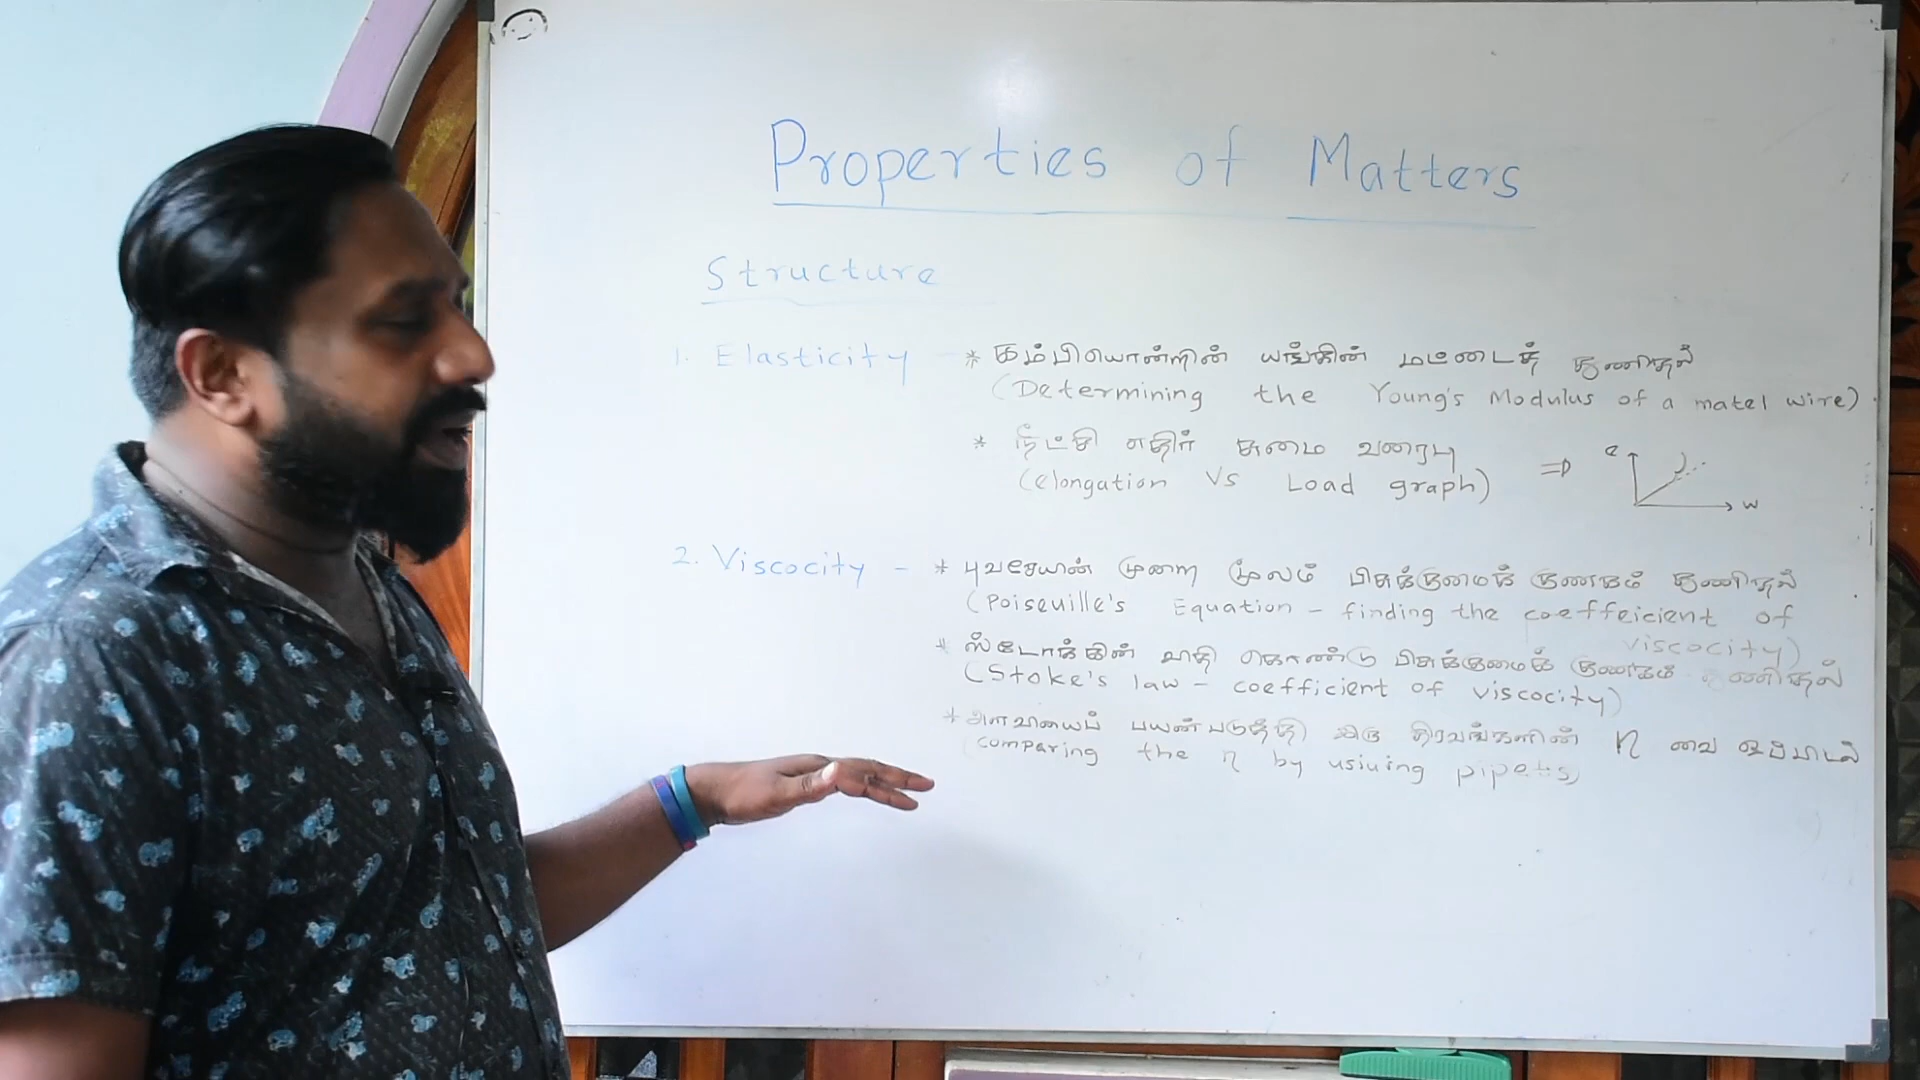 Properties of Matters
Structure
1. Elasticity - * கம்பியொன்றின் யங்கின் மட்டைத் துணிதல்
(Determining the Young's Modulus of a matel wire)
* நீட்சி எதிர் சுமை வரைபு
(elongation Vs Load graph) ⇒ e w
2. Viscocity - * புவசேயின் முறை மூலம் பிசுக்குமைக் குணகம் துணிதல்
(Poiseuille's Equation - finding the coeffeicient of
viscocity)
* ஸ்டோக்கின் விதி கொண்டு பிசுக்குமைக் குணகம் துணிதல்
(Stoke's law - coefficient of viscocity)
* அளவியைப் பயன்படுத்தி இரு திரவங்களின் η வை ஒப்பிடல்
(comparing the η by usiuing pipetts)